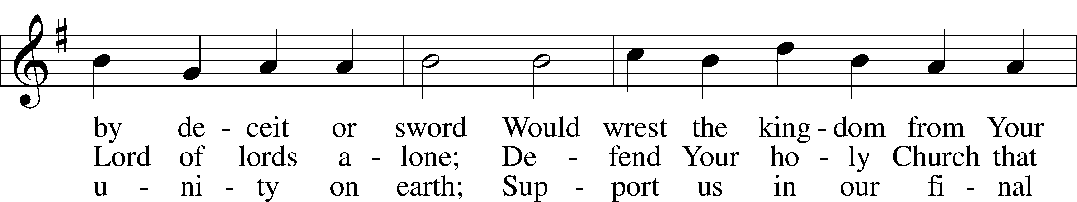 by de - ceit or sword Would wrest the king - dom from Your
Lord of lords a - lone; De - fend Your ho - ly Church that
u - ni - ty on earth; Sup - port us in our fi - nal